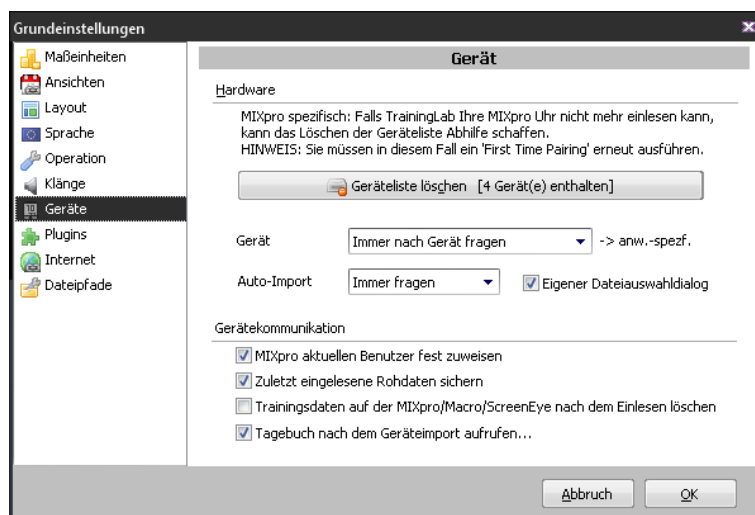 Grundeinstellungen
Maßeinheiten
Ansichten
Layout
Sprache
Operation
Klänge
Geräte
Plugins
Internet
Dateipfade
Gerät
Hardware
MIXpro spezifisch: Falls TrainingLab Ihre MIXpro Uhr nicht mehr einlesen kann,
kann das Löschen der Geräteliste Abhilfe schaffen.
HINWEIS: Sie müssen in diesem Fall ein 'First Time Pairing' erneut ausführen.
Geräteliste löschen [4 Gerät(e) enthalten]
Gerät Immer nach Gerät fragen -> anw.-spezf.
Auto-Import Immer fragen Eigener Dateiauswahldialog
Gerätekommunikation
MIXpro aktuellen Benutzer fest zuweisen
Zuletzt eingelesene Rohdaten sichern
Trainingsdaten auf der MIXpro/Macro/ScreenEye nach dem Einlesen löschen
Tagebuch nach dem Geräteimport aufrufen...
Abbruch OK